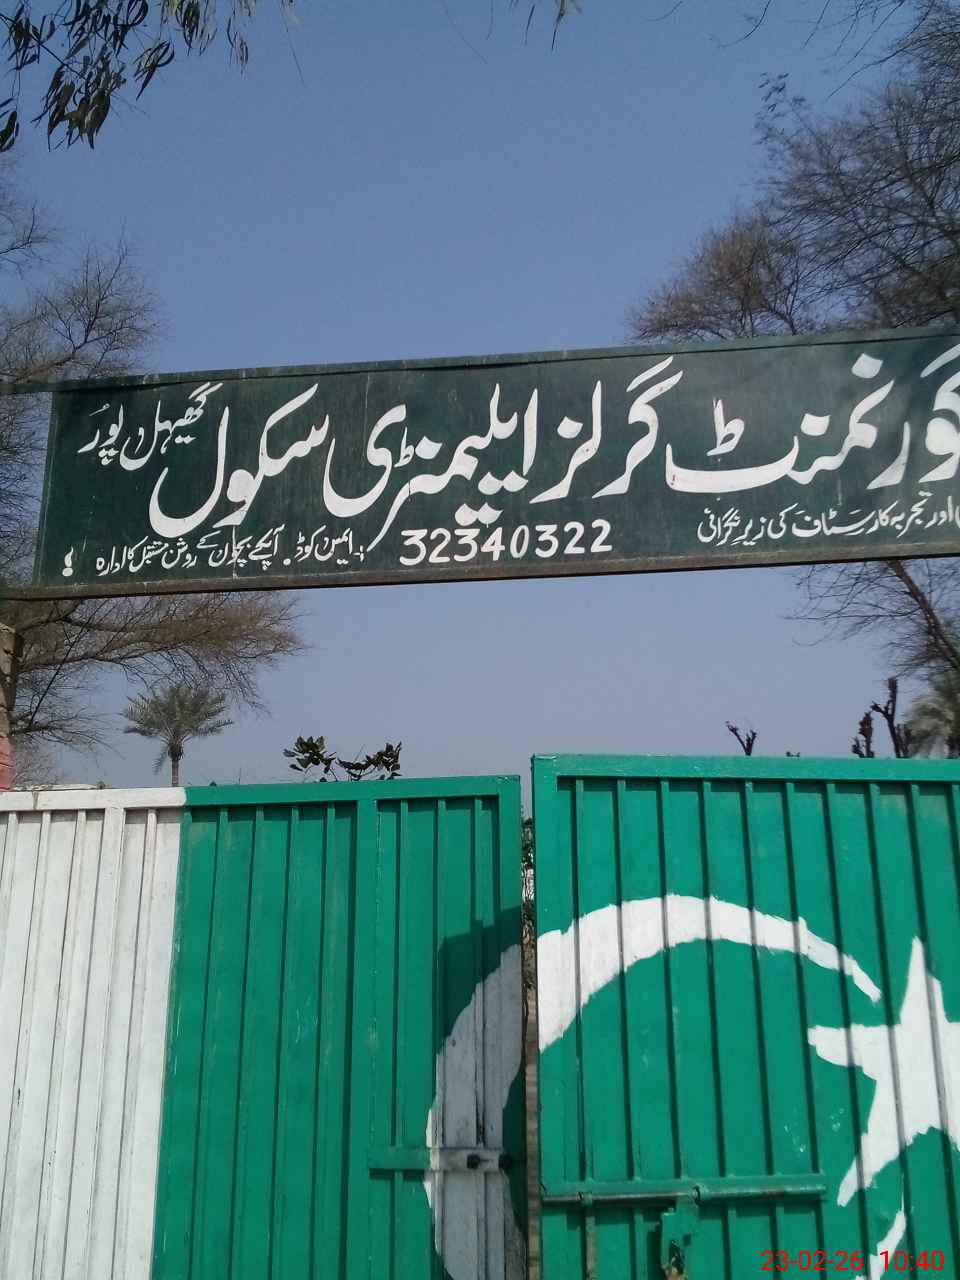 گورنمنٹ گرلز ایلیمنٹری سکول گھیہل پور
اور تجربہ کار سٹاف کی زیر نگرانی
32340322
ایمس کوڈ. آپکے بچوں کے روشن مستقبل کا ادارہ !
23-02-26 10:40